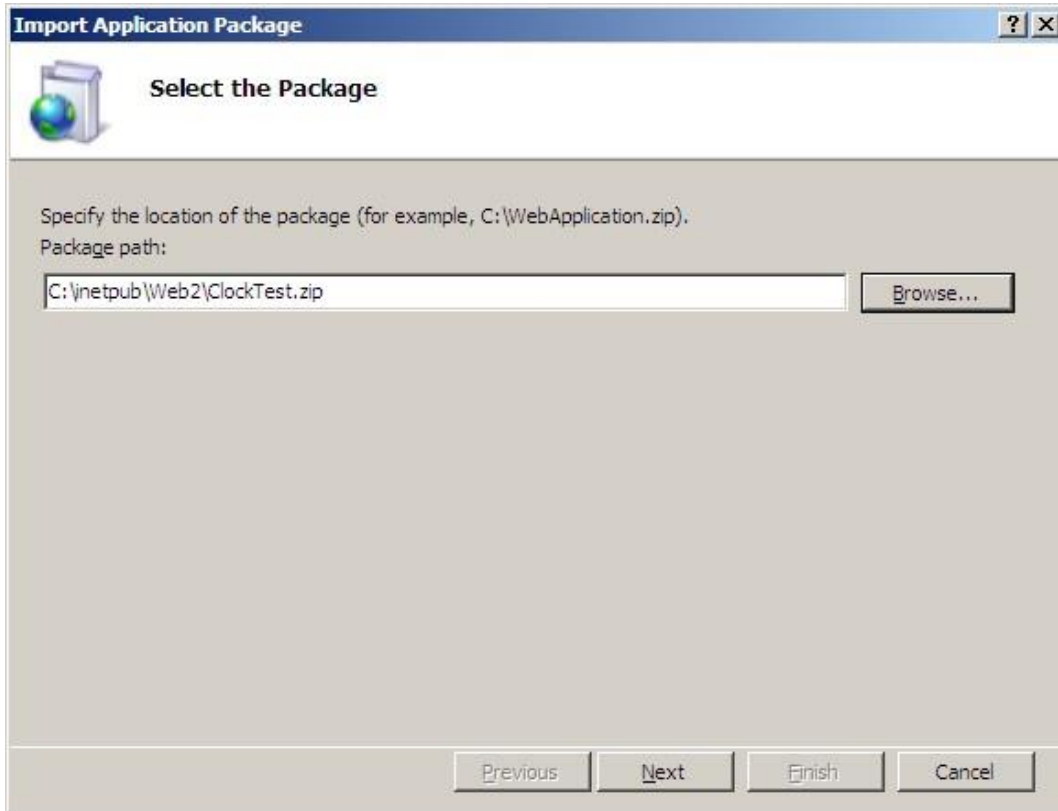 Import Application Package
Select the Package
Specify the location of the package (for example, C:\WebApplication.zip).
Package path:
C:\inetpub\Web2\ClockTest.zip
Browse...
Previous Next Finish Cancel